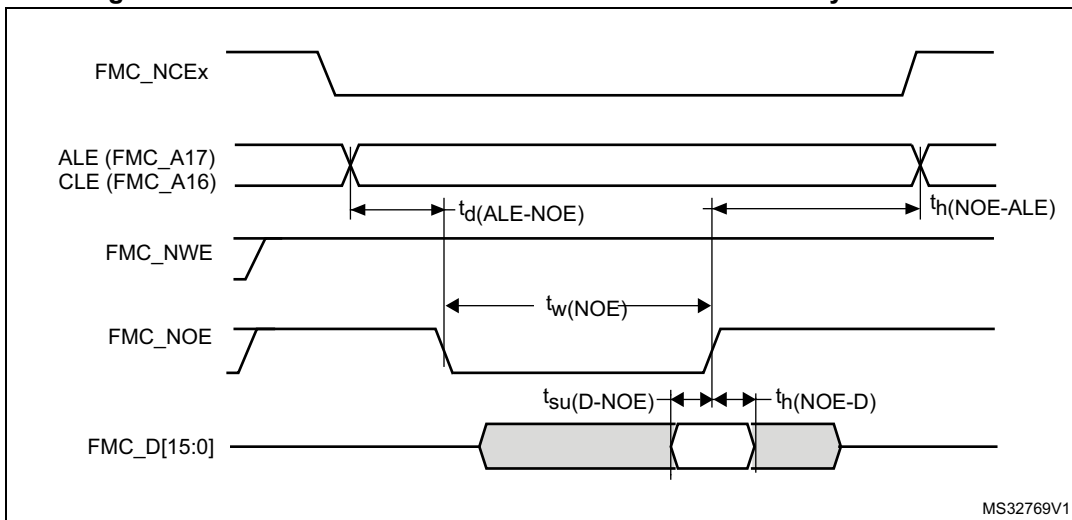 FMC_NCEx
ALE (FMC_A17)
CLE (FMC_A16)
td(ALE-NOE)
th(NOE-ALE)
FMC_NWE
tw(NOE)
FMC_NOE
tsu(D-NOE)
th(NOE-D)
FMC_D[15:0]
MS32769V1